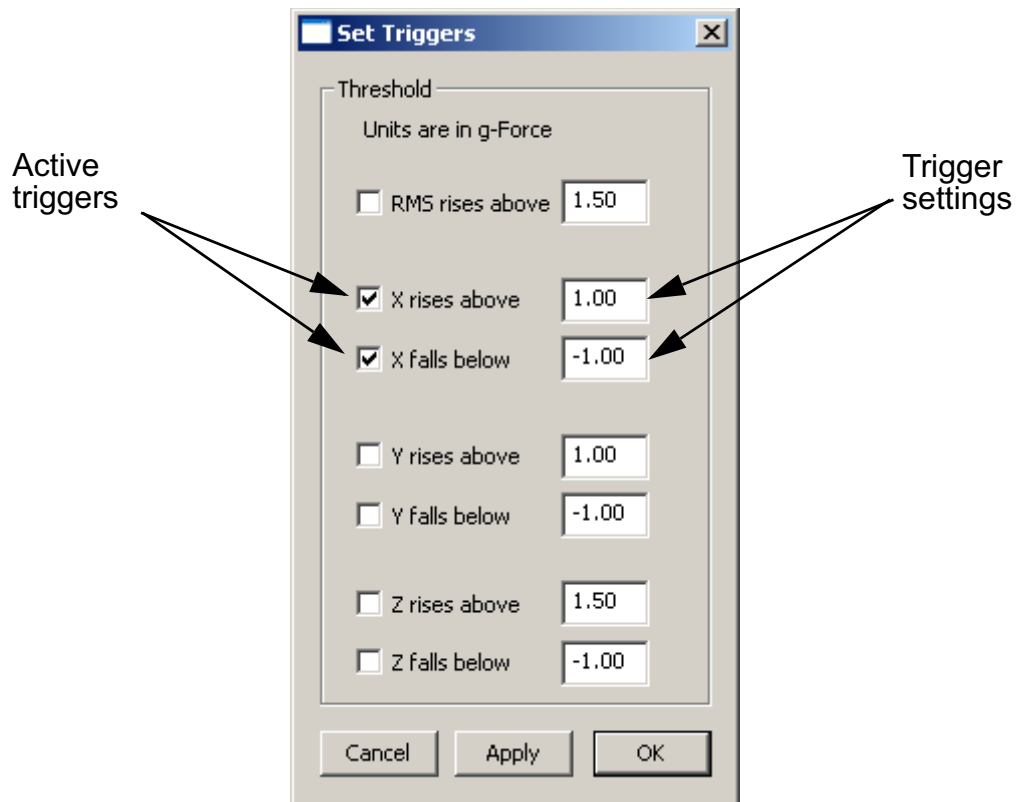 Set Triggers
Threshold
Units are in g-Force
Active
triggers
Trigger
settings
RMS rises above 1.50
X rises above 1.00
X falls below -1.00
Y rises above 1.00
Y falls below -1.00
Z rises above 1.50
Z falls below -1.00
Cancel Apply OK